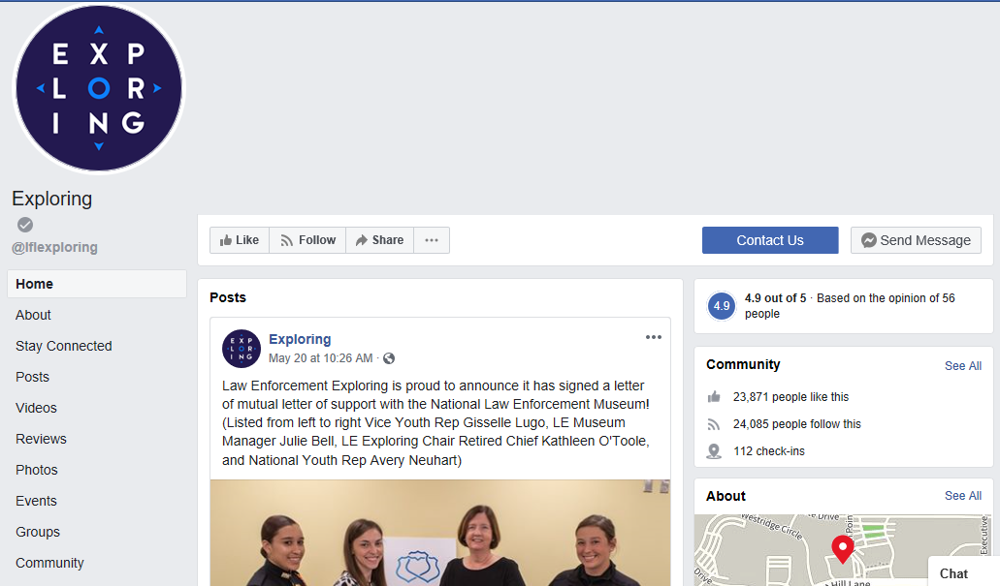 E X P
L O R
I N G
Exploring
@lflexploring
Home
About
Stay Connected
Posts
Videos
Reviews
Photos
Events
Groups
Community
Like
Follow
Share
Contact Us
Send Message
Posts
E X P
L O R
I N G
Exploring
May 20 at 10:26 AM ·
Law Enforcement Exploring is proud to announce it has signed a letter
of mutual letter of support with the National Law Enforcement Museum!
(Listed from left to right Vice Youth Rep Gisselle Lugo, LE Museum
Manager Julie Bell, LE Exploring Chair Retired Chief Kathleen O'Toole,
and National Youth Rep Avery Neuhart)
4.9
4.9 out of 5 · Based on the opinion of 56
people
Community
See All
23,871 people like this
24,085 people follow this
112 check-ins
About
See All
Westridge Circle
Drive
Point
Executive
Drive
Hill Lane
Chat